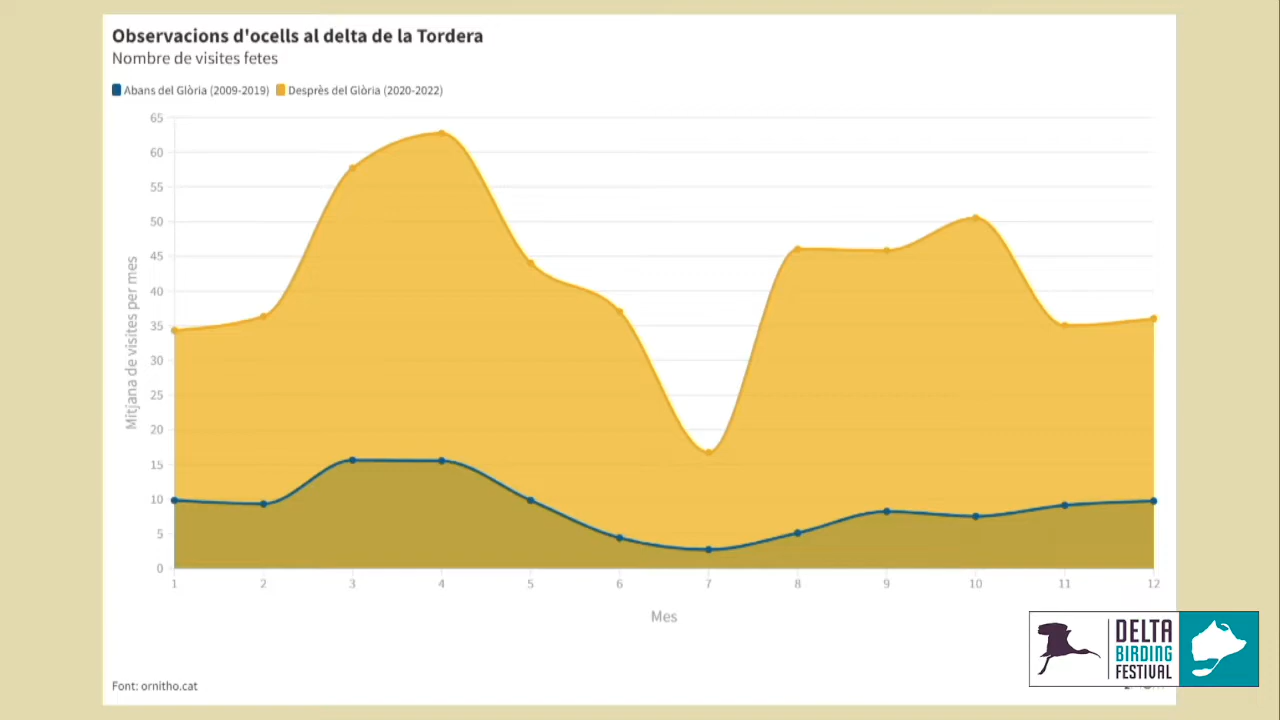 Observacions d'ocells al delta de la Tordera
Nombre de visites fetes
Abans del Glòria (2009-2019) Desprès del Glòria (2020-2022)
Mitjana de visites per mes
65
60
55
50
45
40
35
30
25
20
15
10
5
0
1 2 3 4 5 6 7 8 9 10 11 12
Mes
Font: ornitho.cat
DELTA
BIRDING
FESTIVAL